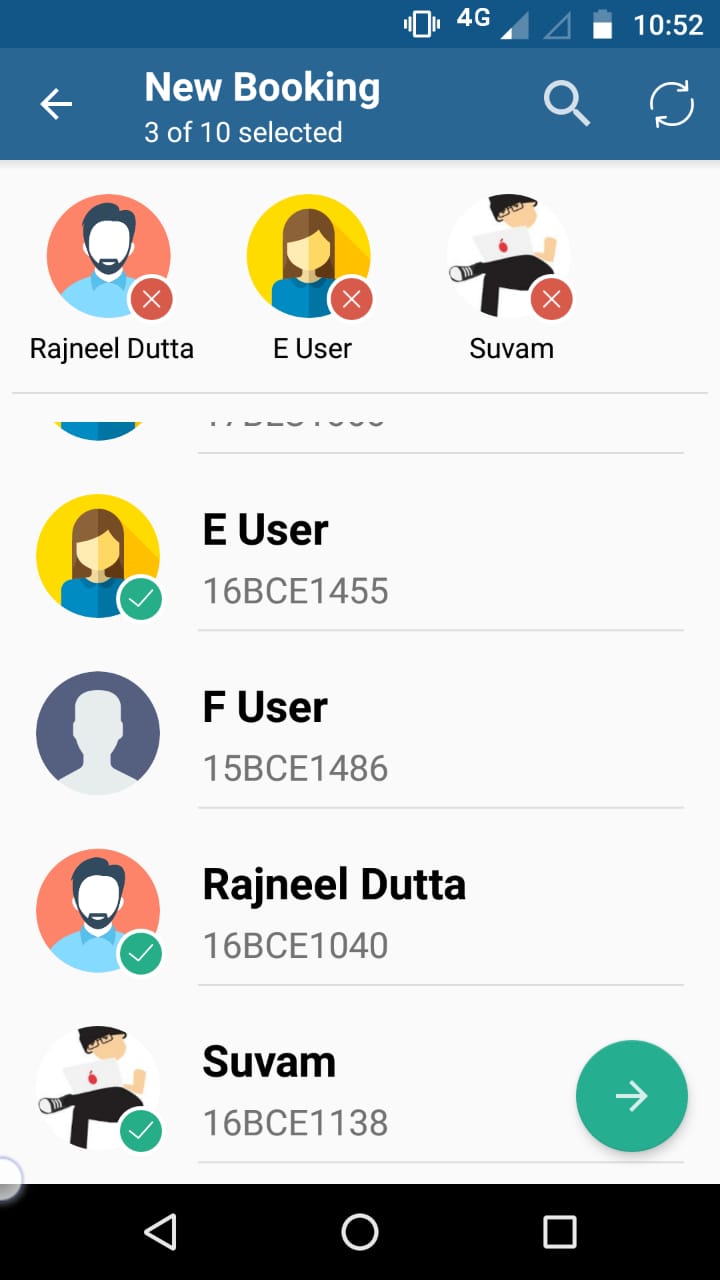 4G 10:52
New Booking
3 of 10 selected
Rajneel Dutta E User Suvam
E User
16BCE1455
F User
15BCE1486
Rajneel Dutta
16BCE1040
Suvam
16BCE1138